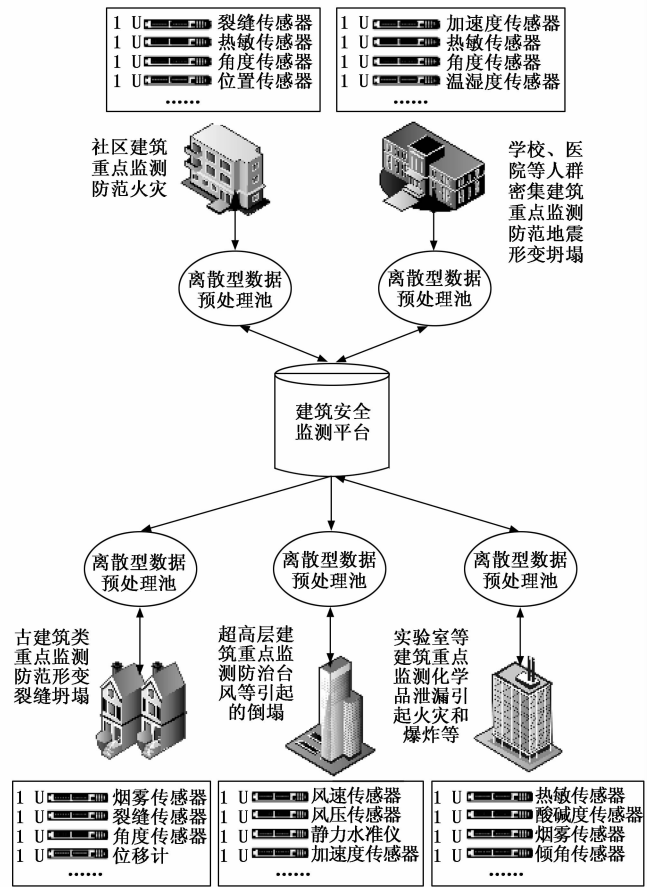 1 U 裂缝传感器
1 U 热敏传感器
1 U 角度传感器
1 U 位置传感器
……
1 U 加速度传感器
1 U 热敏传感器
1 U 角度传感器
1 U 温湿度传感器
……
社区建筑
重点监测
防范火灾
学校、医
院等人群
密集建筑
重点监测
防范地震
形变坍塌
离散型数据
预处理池
离散型数据
预处理池
建筑安全
监测平台
离散型数据
预处理池
离散型数据
预处理池
离散型数据
预处理池
古建筑类
重点监测
防范形变
裂缝坍塌
超高层建
筑重点监
测防治台
风等引起
的倒塌
实验室等
建筑重点
监测化学
品泄漏引
起火灾和
爆炸等
1 U 烟雾传感器
1 U 裂缝传感器
1 U 角度传感器
1 U 位移计
……
1 U 风速传感器
1 U 风压传感器
1 U 静力水准仪
1 U 加速度传感器
……
1 U 热敏传感器
1 U 酸碱度传感器
1 U 烟雾传感器
1 U 倾角传感器
……